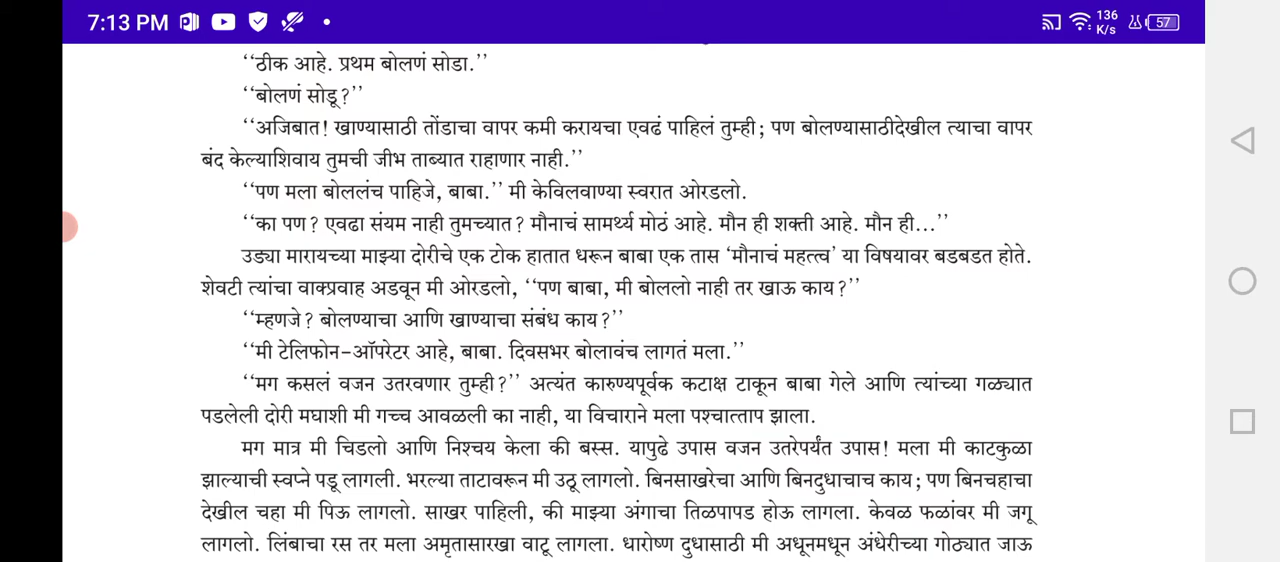 7:13 PM
136
K/s
57
‘‘ठीक आहे. प्रथम बोलणं सोडा.’’
‘‘बोलणं सोडू?’’
‘‘अजिबात! खाण्यासाठी तोंडाचा वापर कमी करायचा एवढं पाहिलं तुम्ही; पण बोलण्यासाठीदेखील त्याचा वापर
बंद केल्याशिवाय तुमची जीभ ताब्यात राहाणार नाही.’’
‘‘पण मला बोललंच पाहिजे, बाबा.’’ मी केविलवाण्या स्वरात ओरडलो.
‘‘का पण? एवढा संयम नाही तुमच्यात? मौनाचं सामर्थ्य मोठं आहे. मौन ही शक्ती आहे. मौन ही...’’
उड्या मारायच्या माझ्या दोरीचे एक टोक हातात धरून बाबा एक तास ‘मौनाचं महत्त्व’ या विषयावर बडबडत होते.
शेवटी त्यांचा वाक्प्रवाह अडवून मी ओरडलो, ‘‘पण बाबा, मी बोललो नाही तर खाऊ काय?’’
‘‘म्हणजे? बोलण्याचा आणि खाण्याचा संबंध काय?’’
‘‘मी टेलिफोन-ऑपरेटर आहे, बाबा. दिवसभर बोलावंच लागतं मला.’’
‘‘मग कसलं वजन उतरवणार तुम्ही?’’ अत्यंत कारुण्यपूर्वक कटाक्ष टाकून बाबा गेले आणि त्यांच्या गळ्यात
पडलेली दोरी मघाशी मी गच्च आवळली का नाही, या विचाराने मला पश्चात्ताप झाला.
मग मात्र मी चिडलो आणि निश्चय केला की बस्स. यापुढे उपास वजन उतरेपर्यंत उपास! मला मी काटकुळा
झाल्याची स्वप्ने पडू लागली. भरल्या ताटावरून मी उठू लागलो. बिनसाखरेचा आणि बिनदुधाचाच काय; पण बिनचहाचा
देखील चहा मी पिऊ लागलो. साखर पाहिली, की माझ्या अंगाचा तिळपापड होऊ लागला. केवळ फळांवर मी जगू
लागलो. लिंबाचा रस तर मला अमृतासारखा वाटू लागला. धारोष्ण दुधासाठी मी अधूनमधून अंधेरीच्या गोठ्यात जाऊ